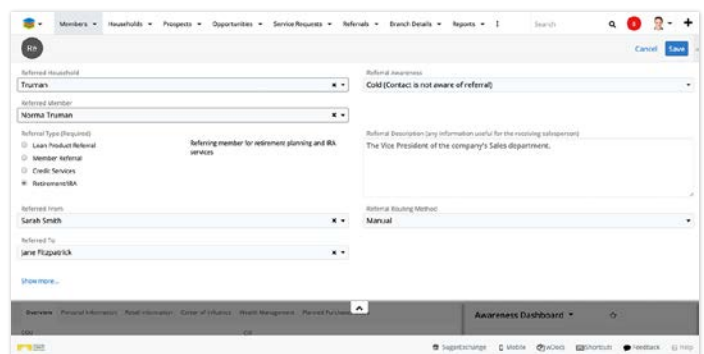 Members Households Prospects Opportunities Service Requests Referrals Branch Details Reports Search
Re
Cancel Save
Referred Household
Truman
Referral Awareness
Cold (Contact is not aware of referral)
Referred Member
Norma Truman
Referral Type (Required)
Loan Product Referral
Member Referral
Credit Services
Retirement/IRA
Referring member for retirement planning and IRA
services
Referral Description (any information useful for the receiving salesperson)
The Vice President of the company's Sales department.
Referred From
Sarah Smith
Referral Routing Method
Manual
Referred To
Jane Fitzpatrick
Show more...
Overview Personal Information Retail Information Center of Influence Wealth Management Planned Purchases
Awareness Dashboard
SugarExchange Mobile Shortcuts Feedback Help